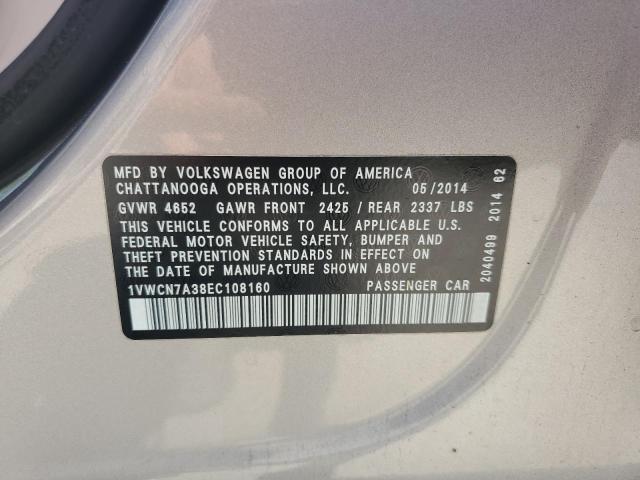 MFD BY VOLKSWAGEN GROUP OF AMERICA
CHATTANOOGA OPERATIONS, LLC. 05/2014
GVWR 4652 GAWR FRONT 2425/REAR 2337 LBS
THIS VEHICLE CONFORMS TO ALL APPLICABLE U.S.
FEDERAL MOTOR VEHICLE SAFETY, BUMPER AND
THEFT PREVENTION STANDARDS IN EFFECT ON
THE DATE OF MANUFACTURE SHOWN ABOVE
1VWCN7A38EC108160 PASSENGER CAR
2040499 2014 62